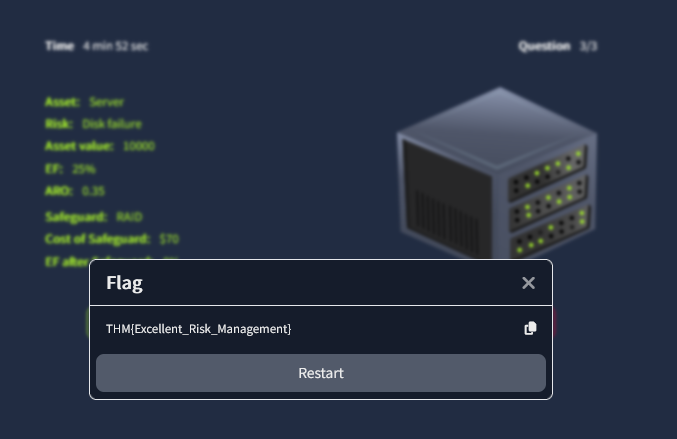 Time 4 min 52 sec
Question 3/3
Asset: Server
Risk: Disk failure
Asset value: 10000
EF: 25%
ARO: 0.35
Safeguard: RAID
Cost of Safeguard: $70
EF after
Flag
THM{Excellent_Risk_Management}
Restart